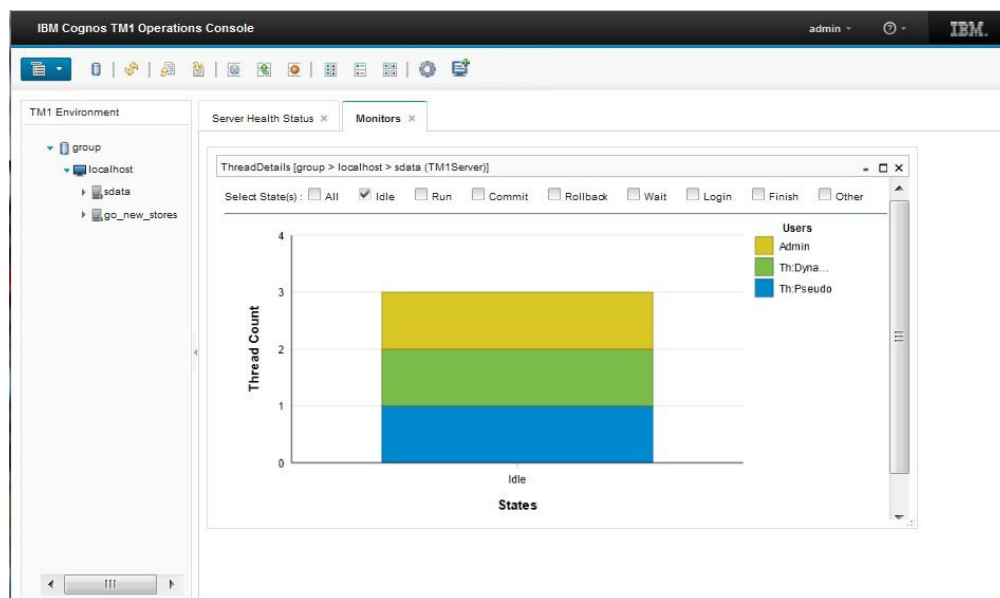 IBM Cognos TM1 Operations Console
admin
?
IBM.
TM1 Environment
group
localhost
sdata
go_new_stores
Server Health Status ×
Monitors ×
ThreadDetails [group > localhost > sdata (TM1Server)]
Select State(s) : All Idle Run Commit Rollback Wait Login Finish Other
Users
Admin
Th:Dyna...
Th:Pseudo
Thread Count
4
3
2
1
0
Idle
States